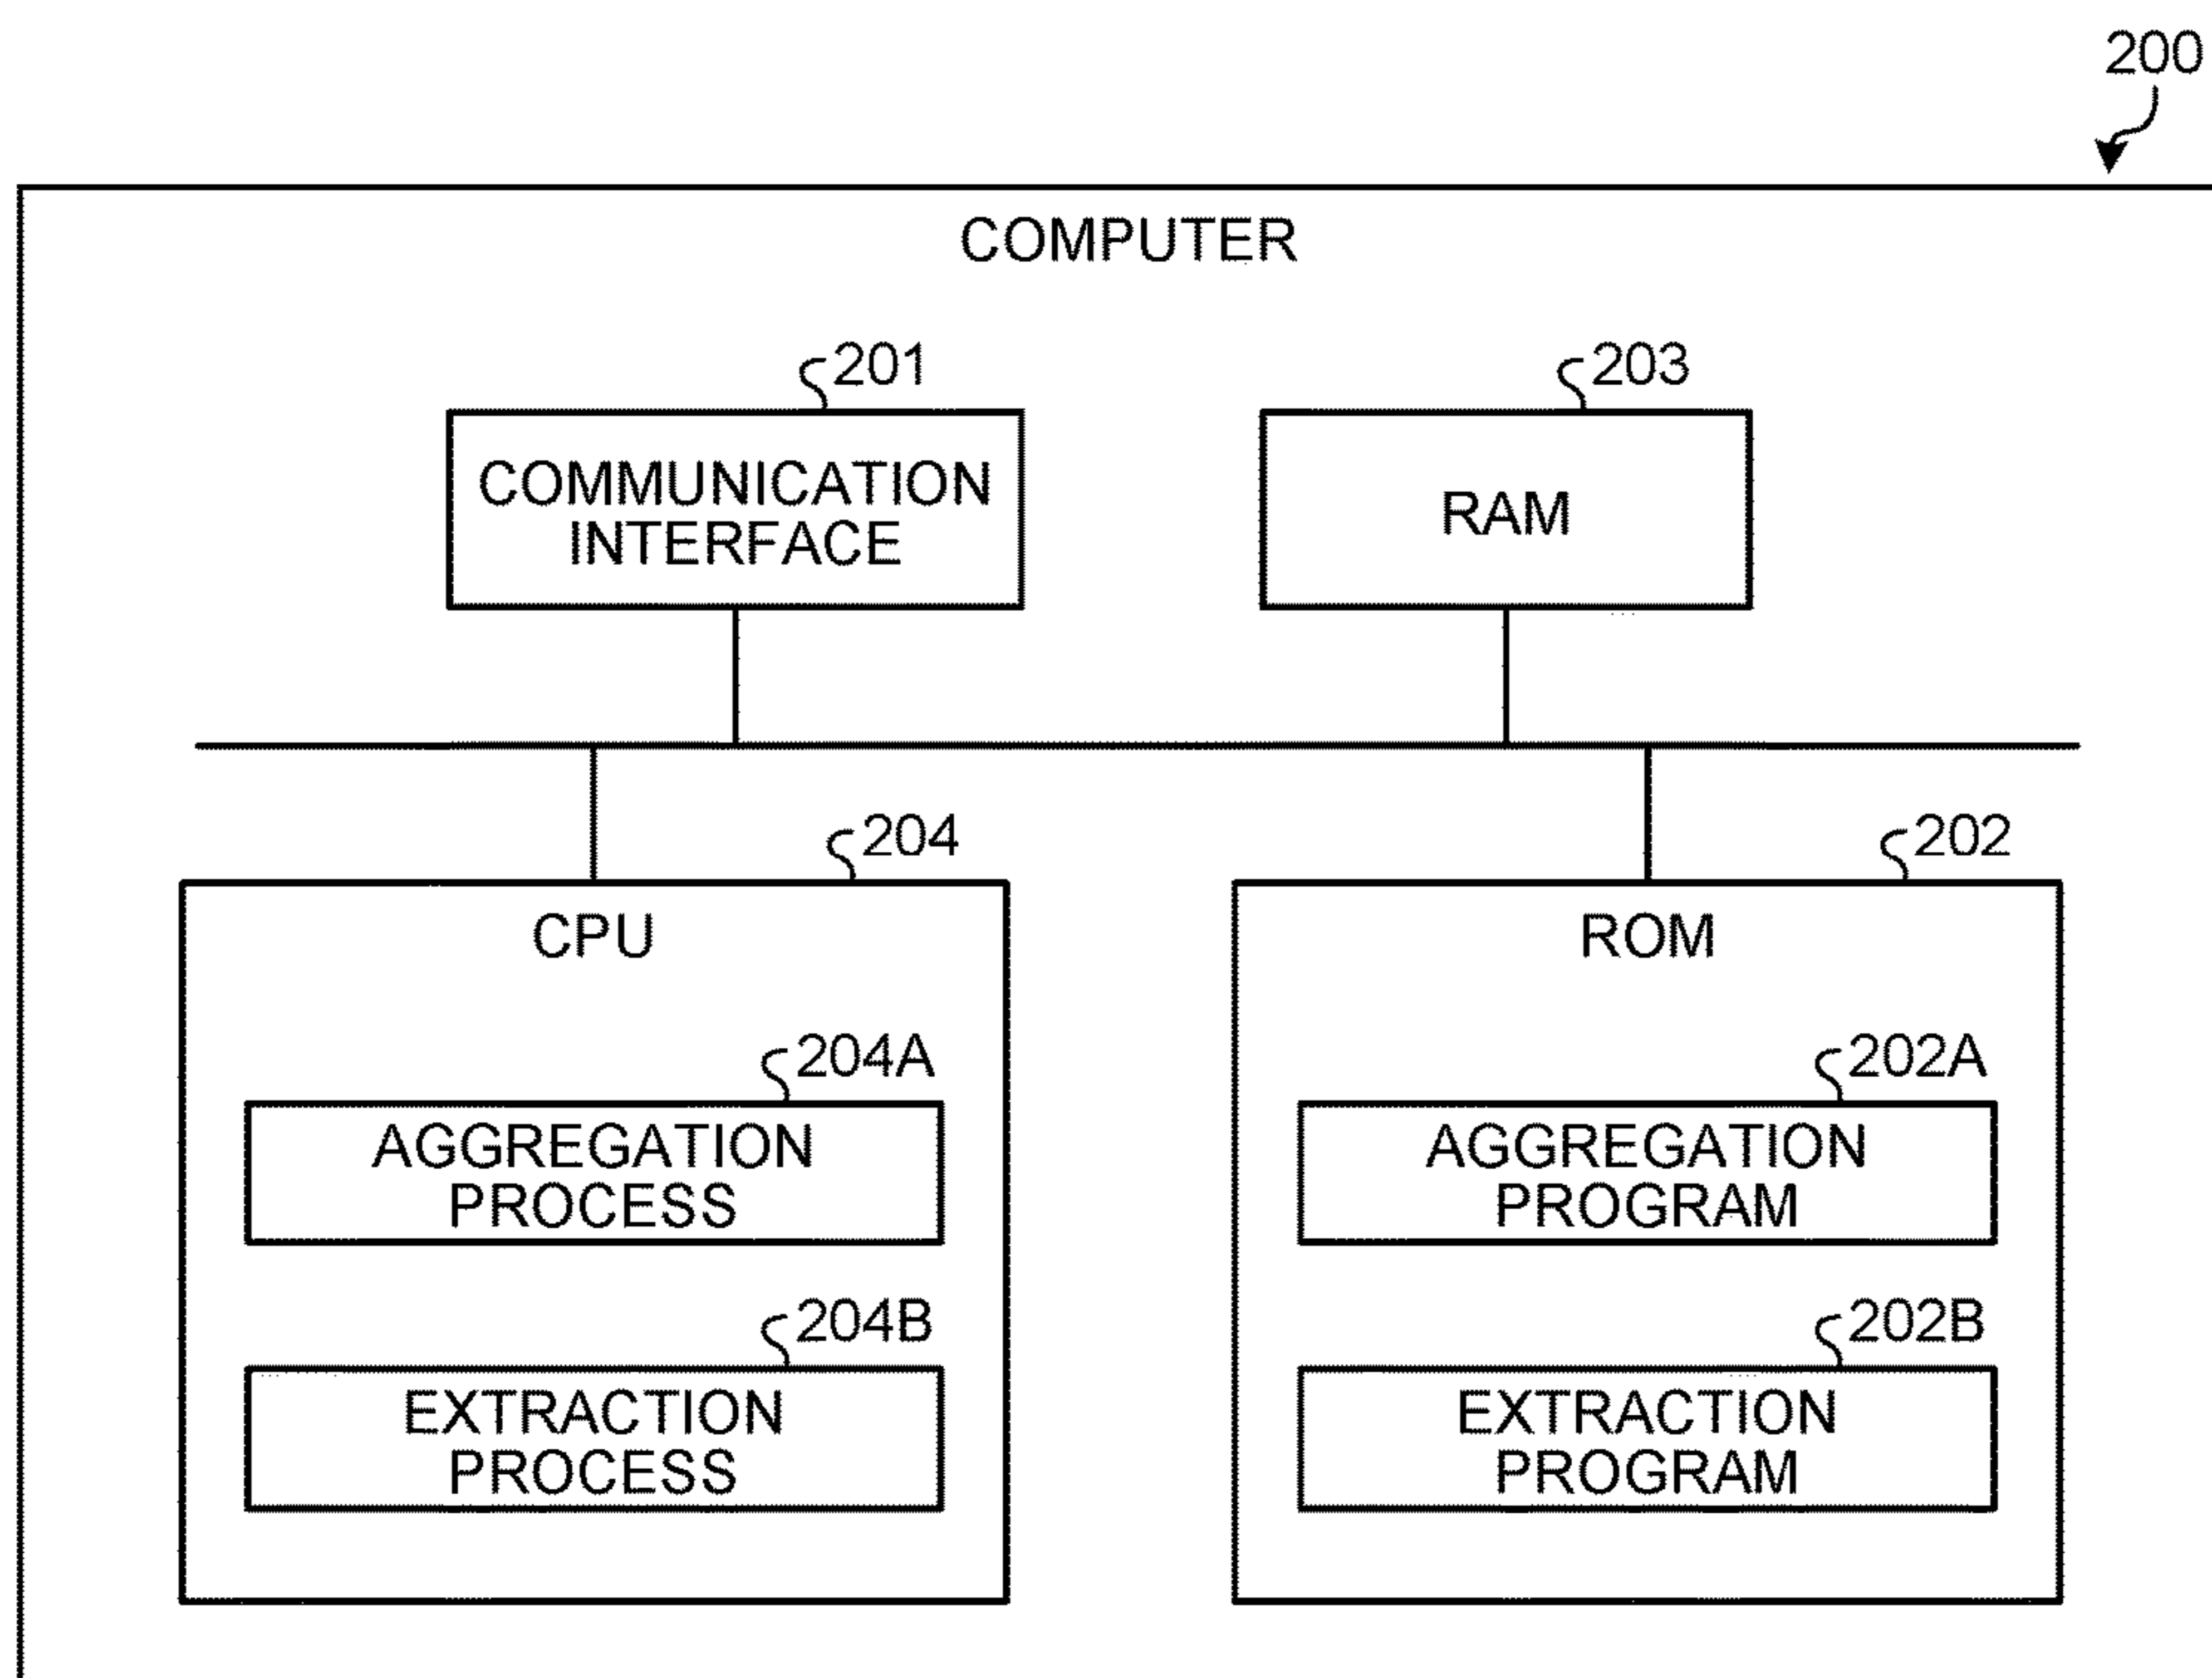 200
COMPUTER
201
COMMUNICATION
INTERFACE
203
RAM
204
CPU
204A
AGGREGATION
PROCESS
204B
EXTRACTION
PROCESS
202
ROM
202A
AGGREGATION
PROGRAM
202B
EXTRACTION
PROGRAM